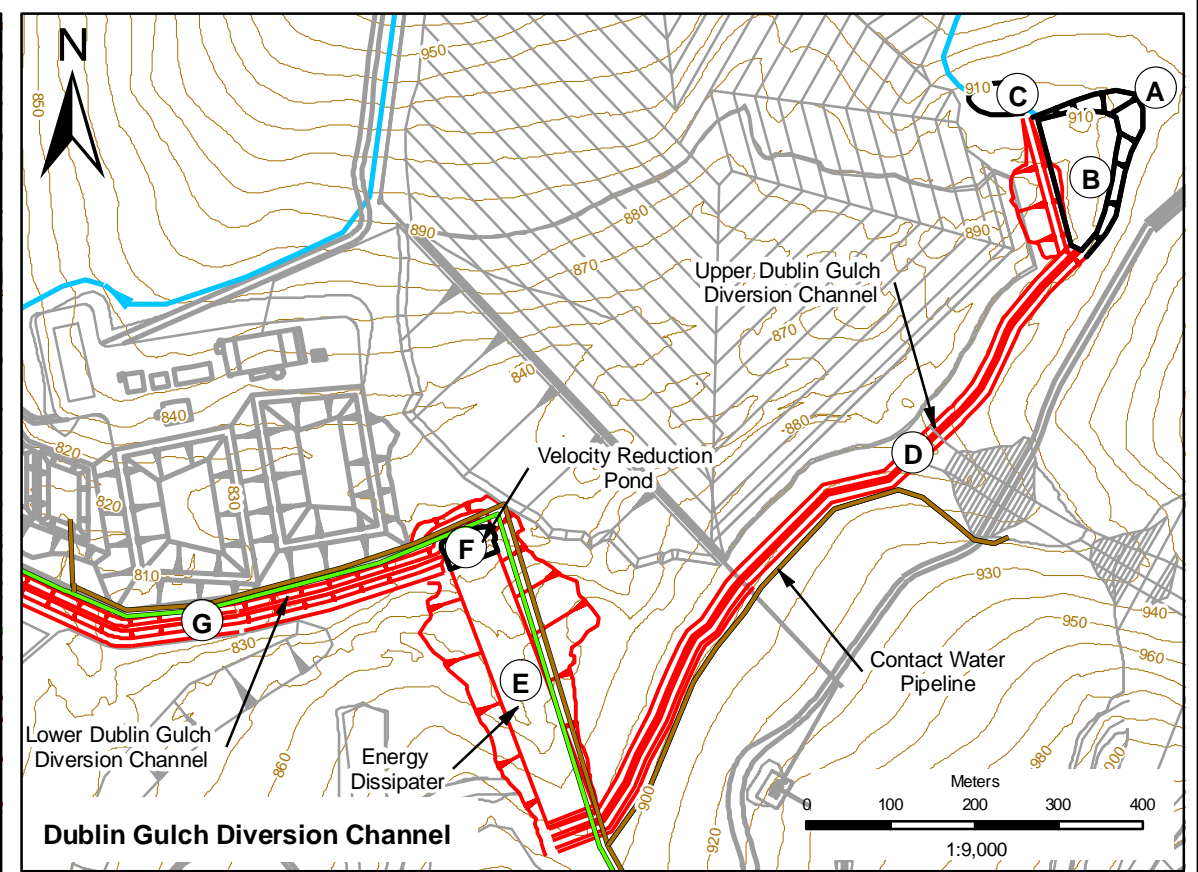 N
950
850
910
C
A
910
B
880
890
890
870
Upper Dublin Gulch
Diversion Channel
870
840
840
880
820
D
Velocity Reduction
Pond
820
830
F
810
930
940
G
830
950
960
E
Contact Water
Pipeline
Lower Dublin Gulch
Diversion Channel
Energy
Dissipater
860
980
900
920
Meters
0 100 200 300 400
1:9,000
Dublin Gulch Diversion Channel